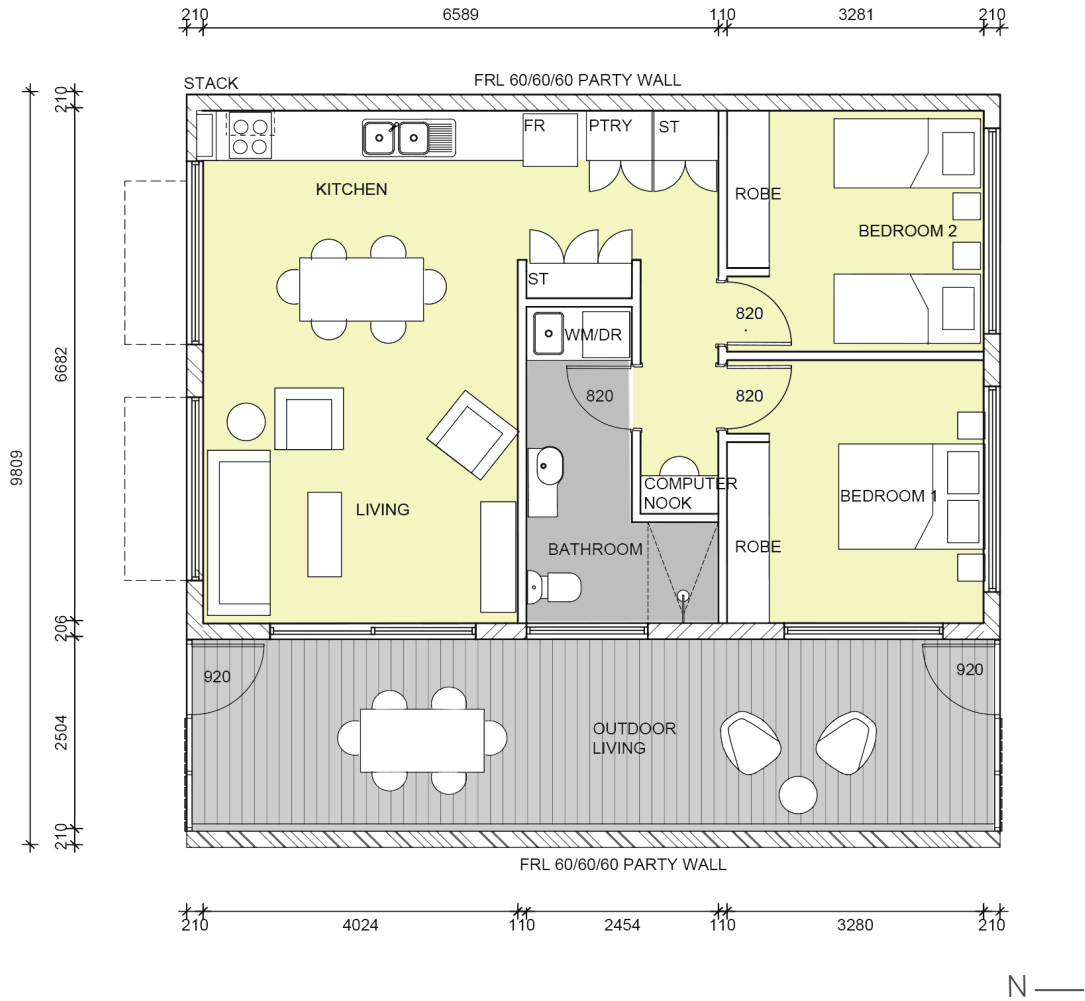 210 6589 110 3281 210
STACK
FRL 60/60/60 PARTY WALL
210
6682
206
2504
210
9809
FR
PTRY
ST
KITCHEN
ROBE
BEDROOM 2
ST
WM/DR
820
820
820
LIVING
COMPUTER
NOOK
BEDROOM 1
BATHROOM
ROBE
920
920
OUTDOOR
LIVING
FRL 60/60/60 PARTY WALL
210 4024 110 2454 110 3280 210
N